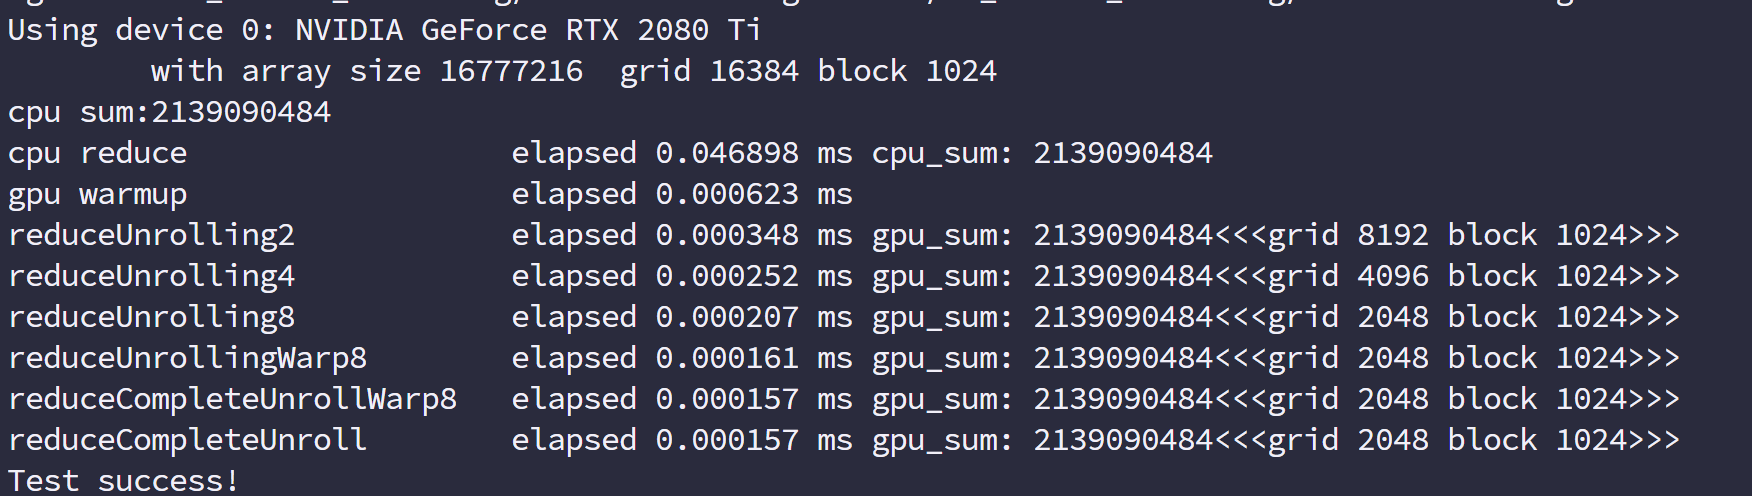 Using device 0: NVIDIA GeForce RTX 2080 Ti
        with array size 16777216  grid 16384 block 1024
cpu sum:2139090484
cpu reduce                  elapsed 0.046898 ms cpu_sum: 2139090484
gpu warmup                  elapsed 0.000623 ms
reduceUnrolling2            elapsed 0.000348 ms gpu_sum: 2139090484<<<grid 8192 block 1024>>>
reduceUnrolling4            elapsed 0.000252 ms gpu_sum: 2139090484<<<grid 4096 block 1024>>>
reduceUnrolling8            elapsed 0.000207 ms gpu_sum: 2139090484<<<grid 2048 block 1024>>>
reduceUnrollingWarp8        elapsed 0.000161 ms gpu_sum: 2139090484<<<grid 2048 block 1024>>>
reduceCompleteUnrollWarp8   elapsed 0.000157 ms gpu_sum: 2139090484<<<grid 2048 block 1024>>>
reduceCompleteUnroll        elapsed 0.000157 ms gpu_sum: 2139090484<<<grid 2048 block 1024>>>
Test success!